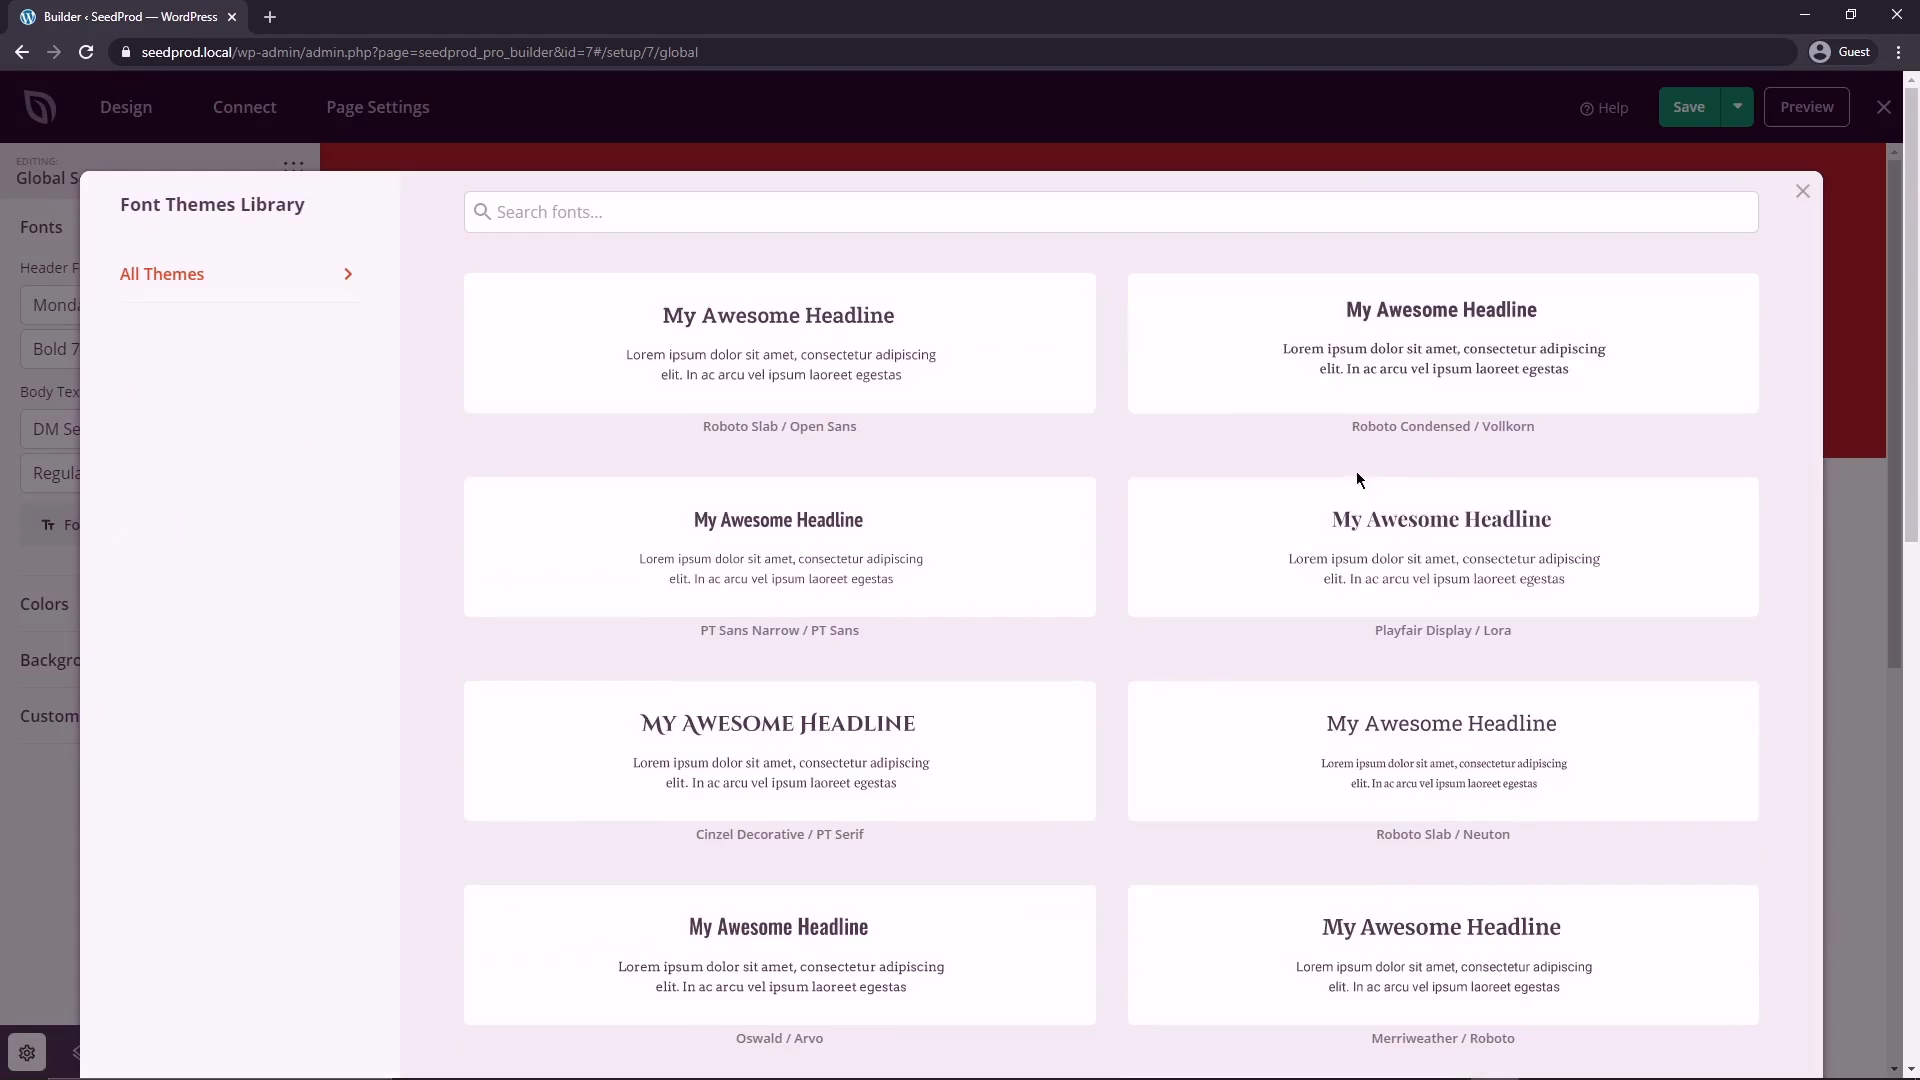 Builder ‹ SeedProd — WordPress
seedprod.local/wp-admin/admin.php?page=seedprod_pro_builder&id=7#/setup/7/global
Guest
Design
Connect
Page Settings
Help
Save
Preview
EDITING:
Global S
Fonts
Header F
Monda
Bold 7
Body Tex
DM Se
Regula
Tт Fo
Colors
Backgro
Custom
Font Themes Library
All Themes
Search fonts...
My Awesome Headline
Lorem ipsum dolor sit amet, consectetur adipiscing
elit. In ac arcu vel ipsum laoreet egestas
Roboto Slab / Open Sans
My Awesome Headline
Lorem ipsum dolor sit amet, consectetur adipiscing
elit. In ac arcu vel ipsum laoreet egestas
Roboto Condensed / Vollkorn
My Awesome Headline
Lorem ipsum dolor sit amet, consectetur adipiscing
elit. In ac arcu vel ipsum laoreet egestas
PT Sans Narrow / PT Sans
My Awesome Headline
Lorem ipsum dolor sit amet, consectetur adipiscing
elit. In ac arcu vel ipsum laoreet egestas
Playfair Display / Lora
My Awesome Headline
Lorem ipsum dolor sit amet, consectetur adipiscing
elit. In ac arcu vel ipsum laoreet egestas
Cinzel Decorative / PT Serif
My Awesome Headline
Lorem ipsum dolor sit amet, consectetur adipiscing
elit. In ac arcu vel ipsum laoreet egestas
Roboto Slab / Neuton
My Awesome Headline
Lorem ipsum dolor sit amet, consectetur adipiscing
elit. In ac arcu vel ipsum laoreet egestas
Oswald / Arvo
My Awesome Headline
Lorem ipsum dolor sit amet, consectetur adipiscing
elit. In ac arcu vel ipsum laoreet egestas
Merriweather / Roboto